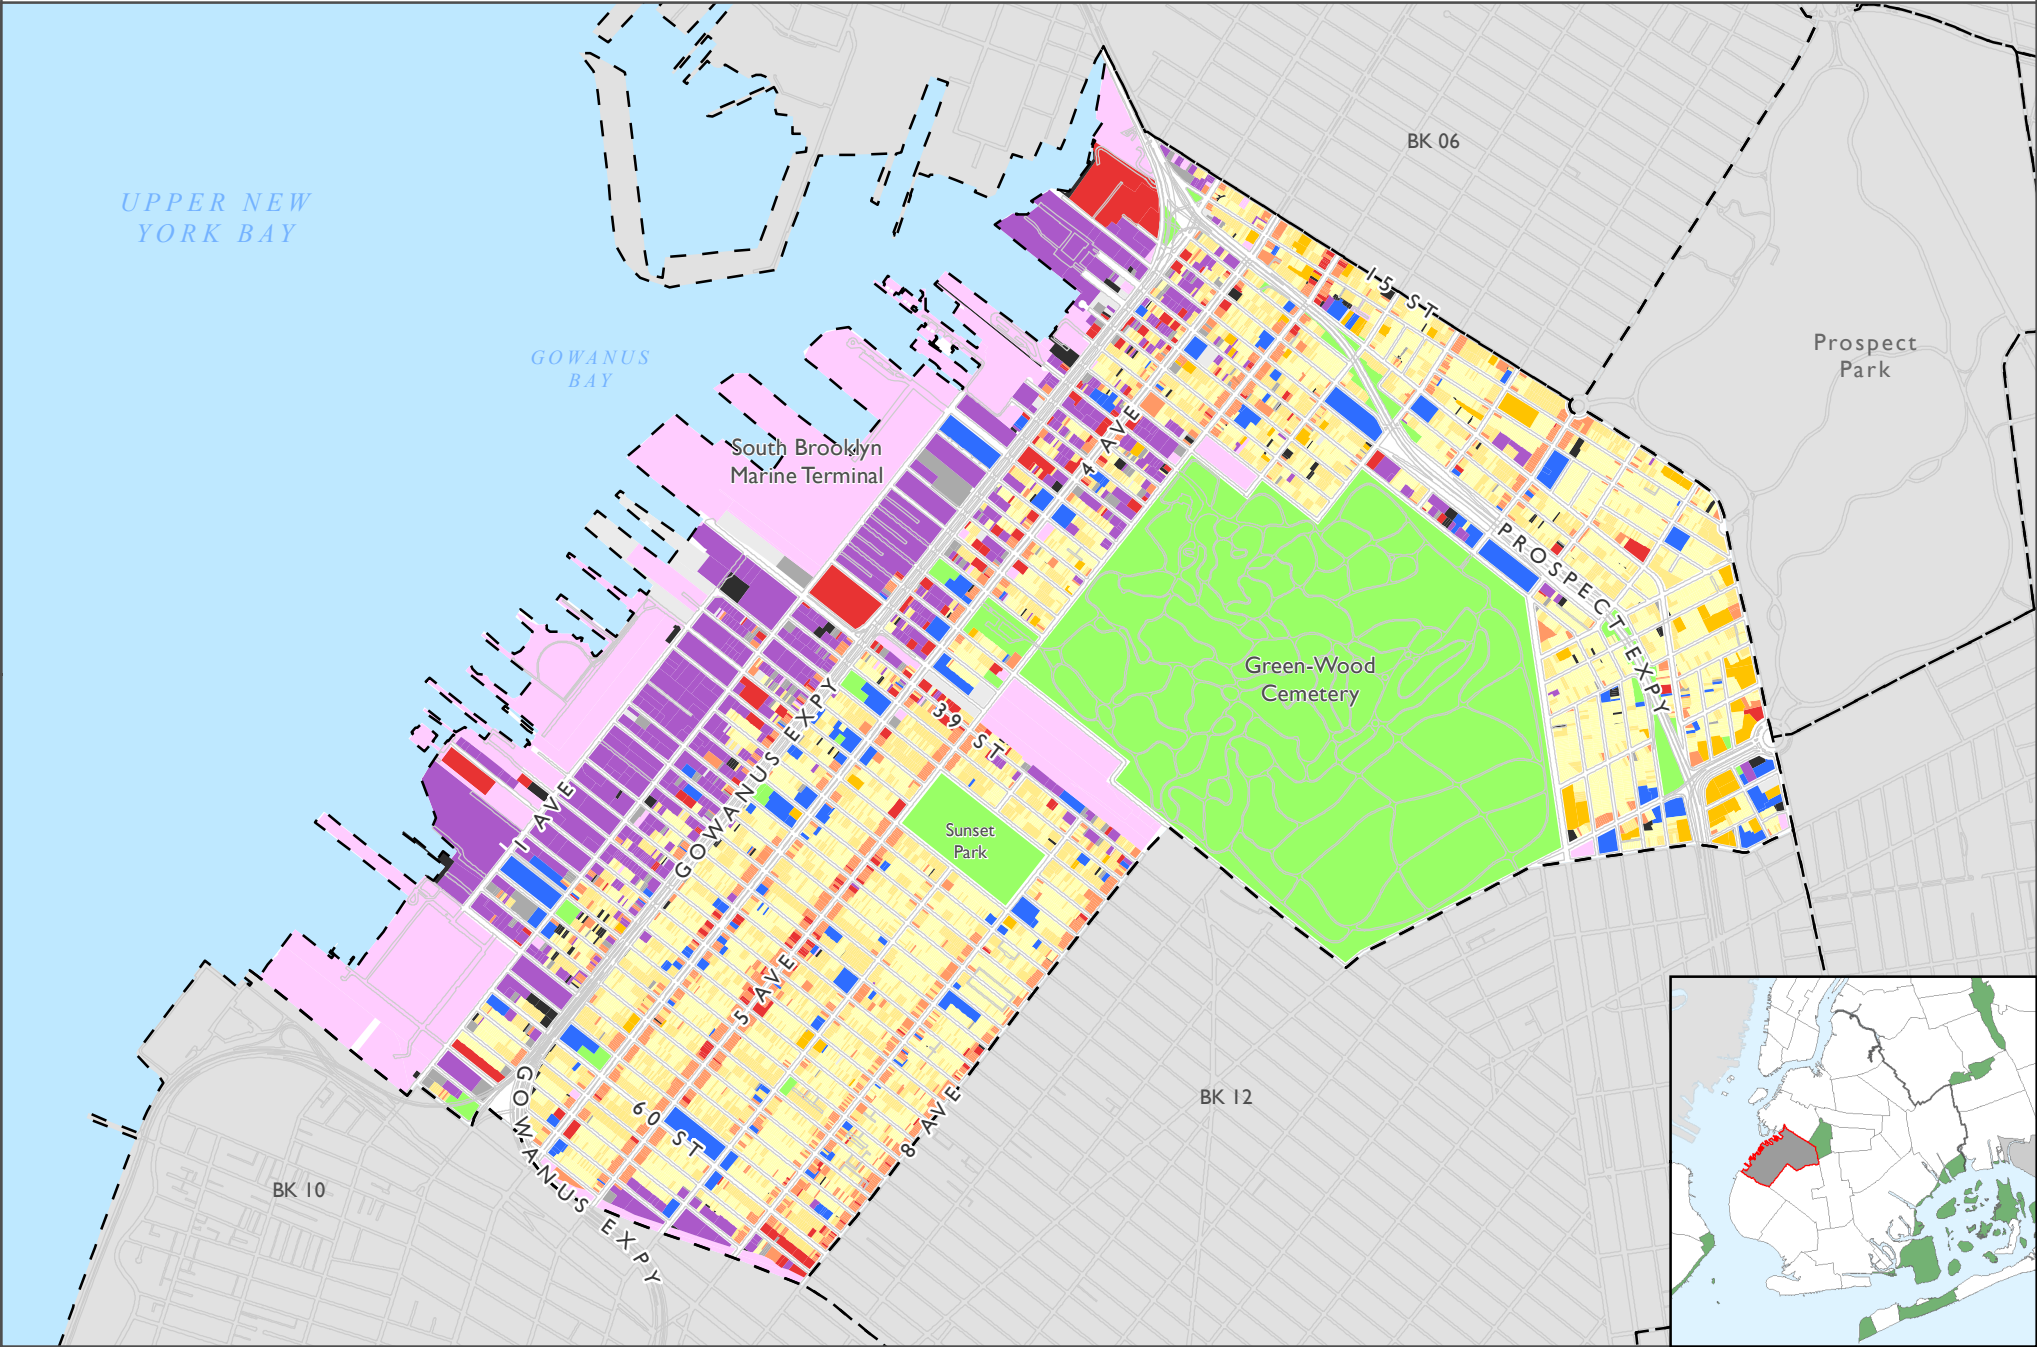 BK 06
UPPER NEW
YORK BAY
15 ST
Prospect
Park
GOWANUS
BAY
4 AVE
South Brooklyn
Marine Terminal
PROSPECT EXPY
Green-Wood
Cemetery
39 ST
GOWANUS EXPY
1 AVE
Sunset
Park
5 AVE
60 ST
8 AVE
BK 12
GOWANUS EXPY
BK 10